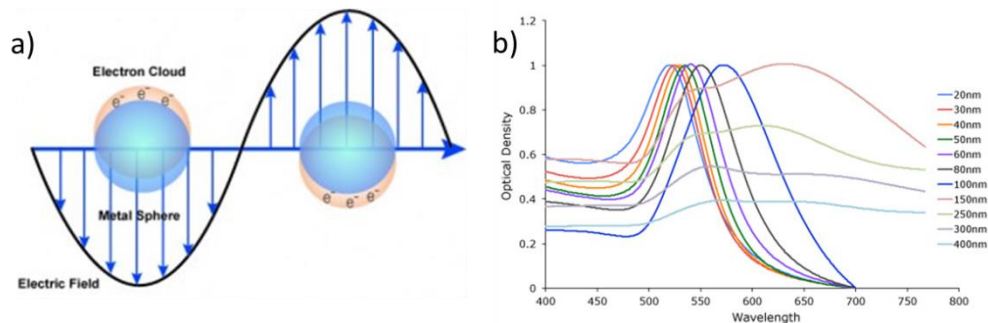 a)
Electron Cloud
e⁻ e⁻ e⁻
Metal Sphere
Electric Field
e⁻ e⁻ e⁻
b)
Optical Density
1.2
1
0.8
0.6
0.4
0.2
0
400
450
500
550
600
650
700
750
800
Wavelength
20nm
30nm
40nm
50nm
60nm
80nm
100nm
150nm
250nm
300nm
400nm